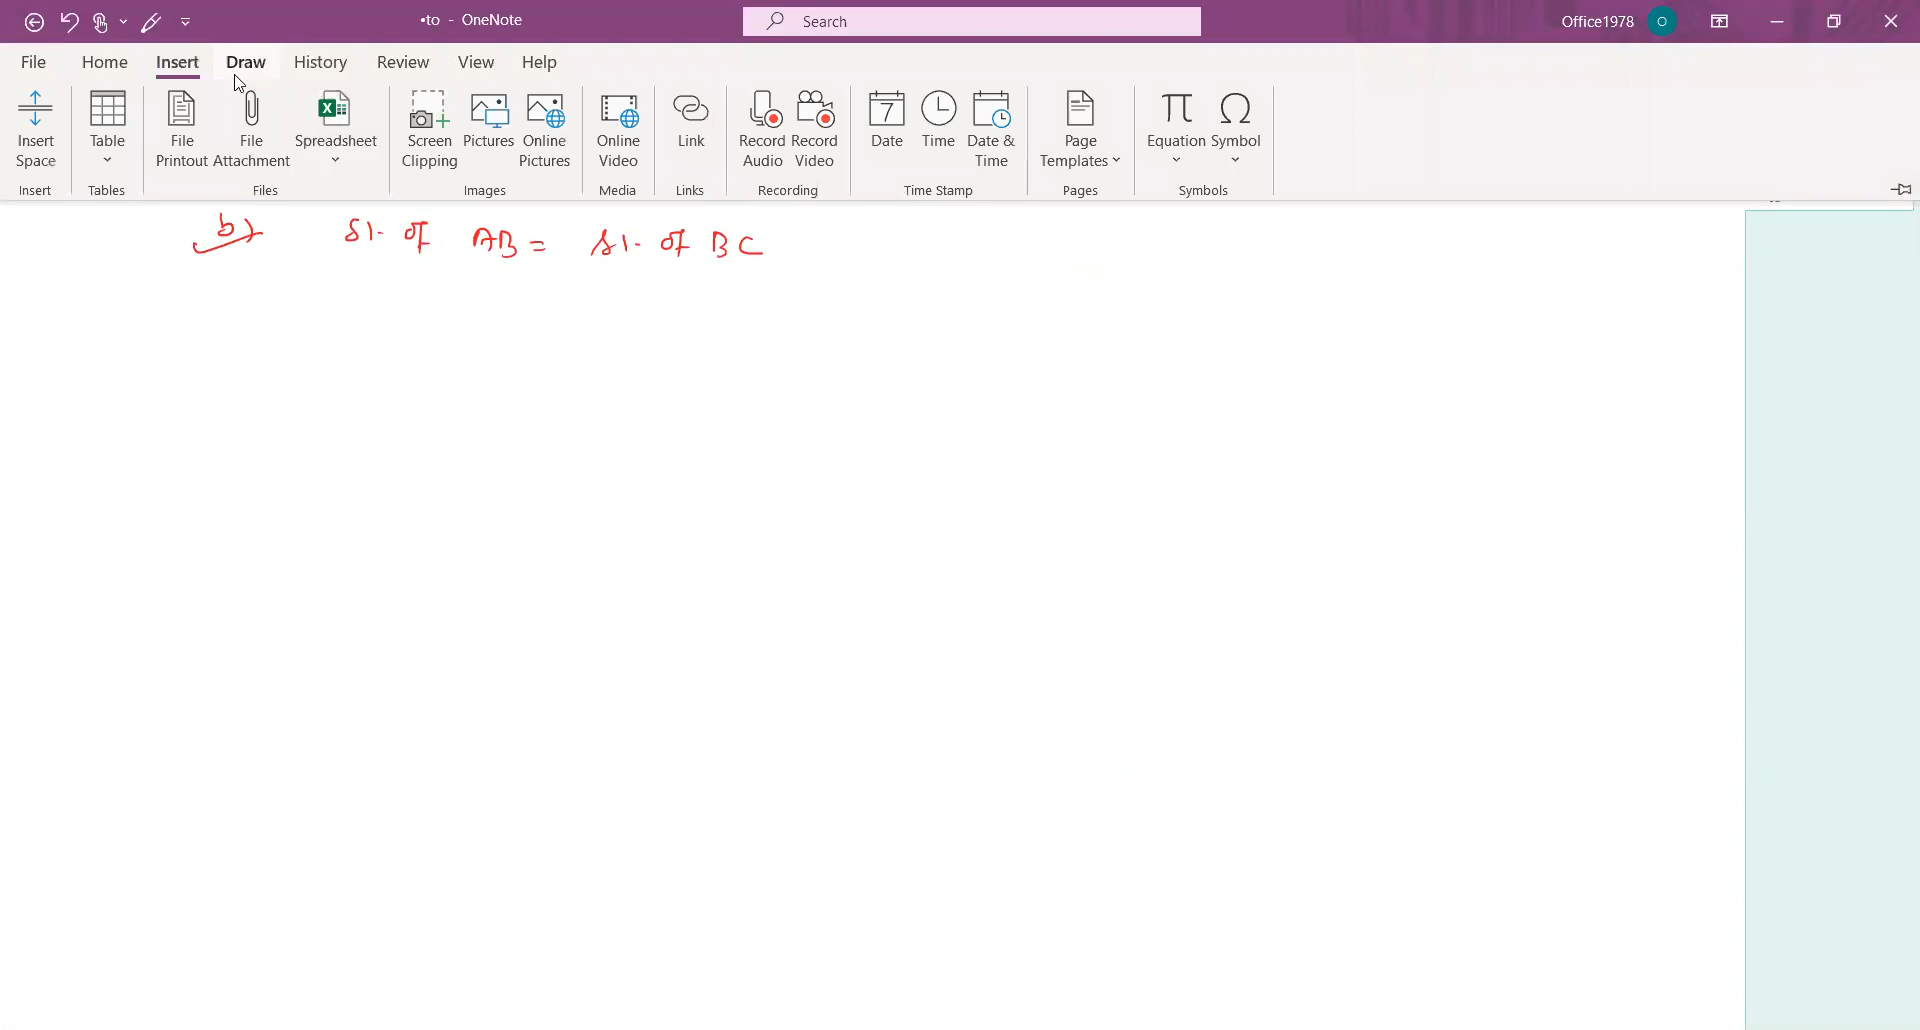 •to - OneNote
Search
Office1978
O
File Home Insert Draw History Review View Help
Insert Space
Table
File Printout
File Attachment
Spreadsheet
Screen Clipping
Pictures
Online Pictures
Online Video
Link
Record Audio
Record Video
7
Date
Time
Date & Time
Page Templates
Equation
Symbol
Insert Tables Files Images Media Links Recording Time Stamp Pages Symbols
b) Sl. of AB = Sl. of BC